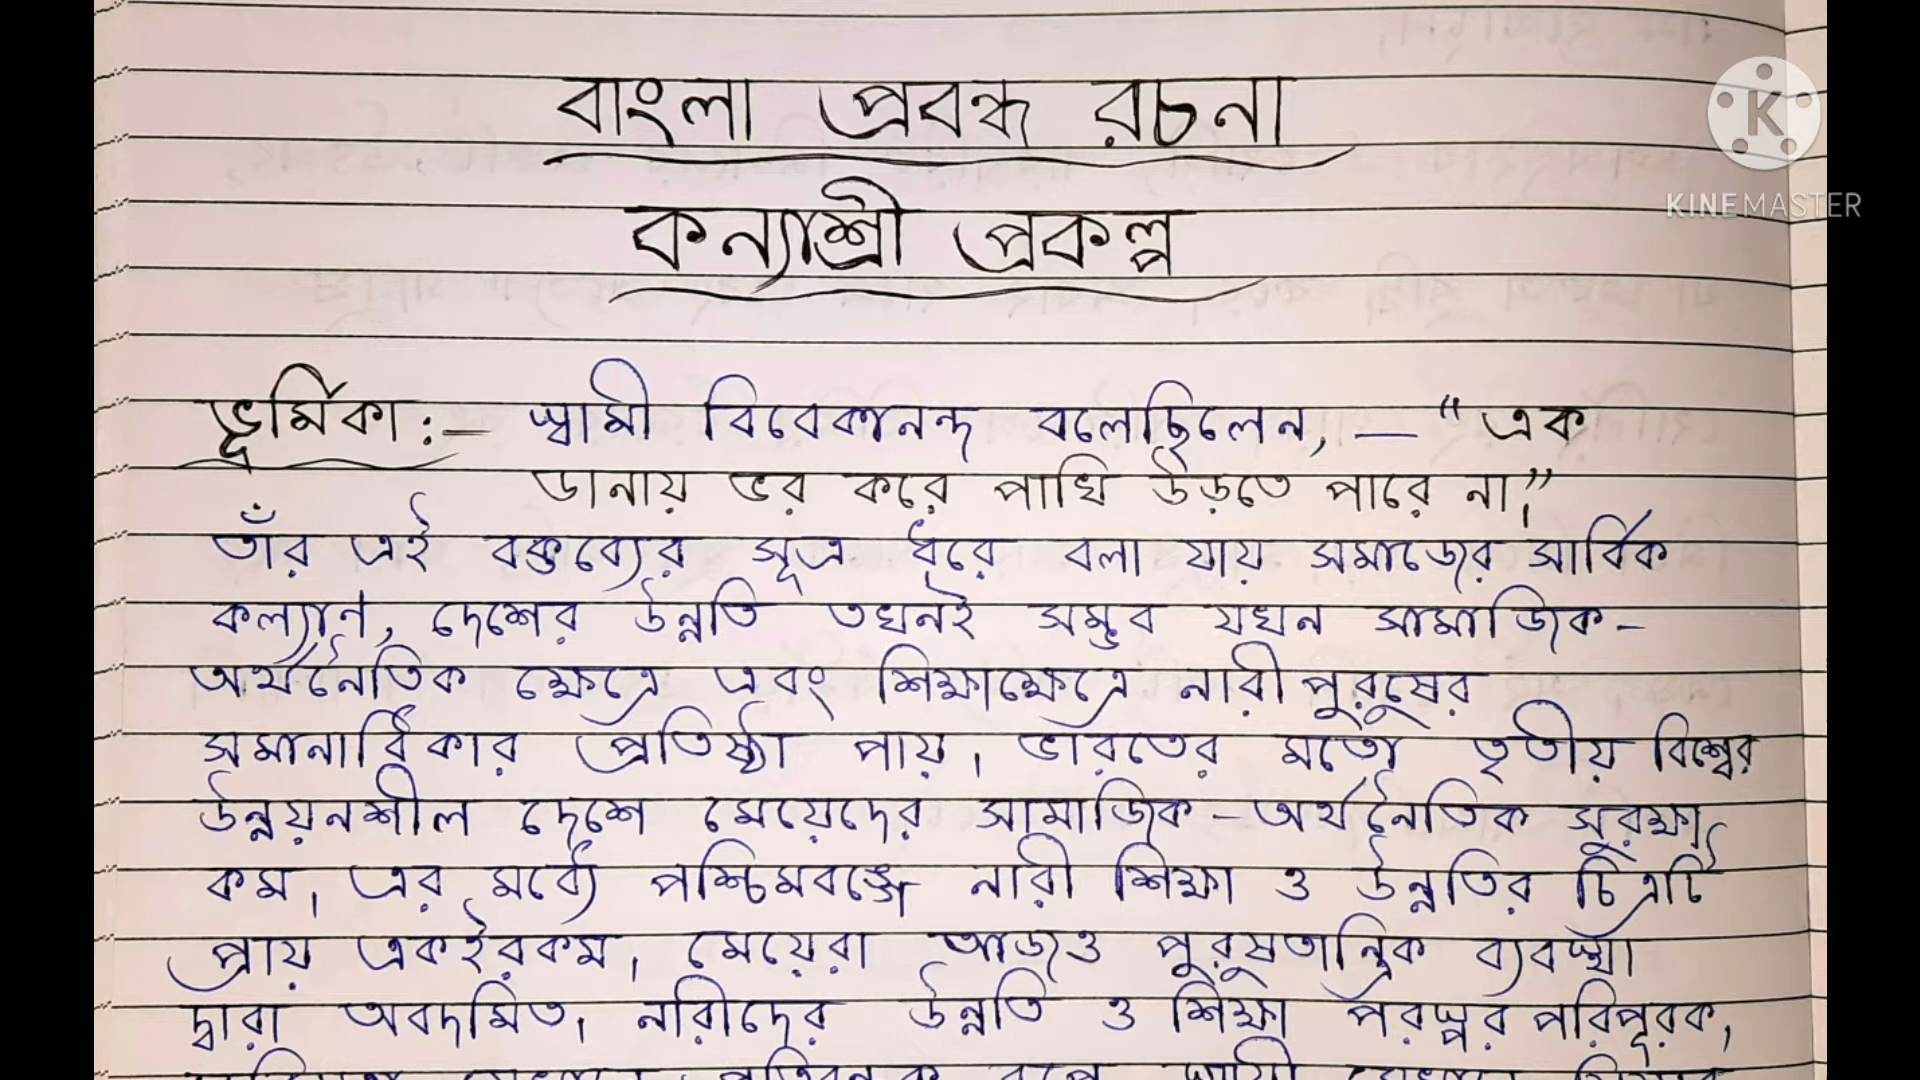 বাংলা প্রবন্ধ রচনা
কন্যাশ্রী প্রকল্প
K
KINEMASTER
ভূমিকা:- স্বামী বিবেকানন্দ বলেছিলেন, — "এক
ডানায় ভর করে পাখি উড়তে পারে না।"
তাঁর এই বক্তব্যের সূত্র ধরে বলা যায় সমাজের সার্বিক
কল্যাণ, দেশের উন্নতি তখনই সম্ভব যখন সামাজিক-
অর্থনৈতিক ক্ষেত্রে এবং শিক্ষাক্ষেত্রে নারী পুরুষের
সমানাধিকার প্রতিষ্ঠা পায়। ভারতের মতো তৃতীয় বিশ্বের
উন্নয়নশীল দেশে মেয়েদের সামাজিক-অর্থনৈতিক সুরক্ষা
কম। এর মধ্যে পশ্চিমবঙ্গে নারী শিক্ষা ও উন্নতির চিত্রটি
প্রায় একইরকম। মেয়েরা আজও পুরুষতান্ত্রিক ব্যবস্থা
দ্বারা অবদমিত। নারীদের উন্নতি ও শিক্ষা পরস্পর পরিপূরক।